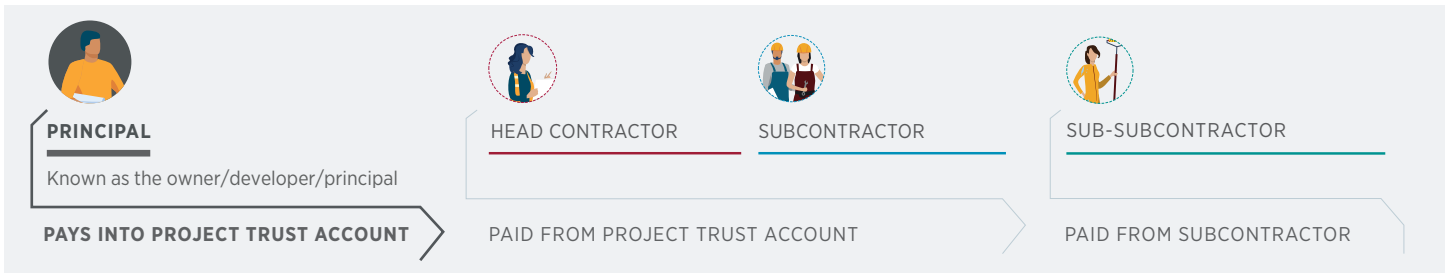 PRINCIPAL
Known as the owner/developer/principal
PAYS INTO PROJECT TRUST ACCOUNT
HEAD CONTRACTOR
SUBCONTRACTOR
PAID FROM PROJECT TRUST ACCOUNT
SUB-SUBCONTRACTOR
PAID FROM SUBCONTRACTOR